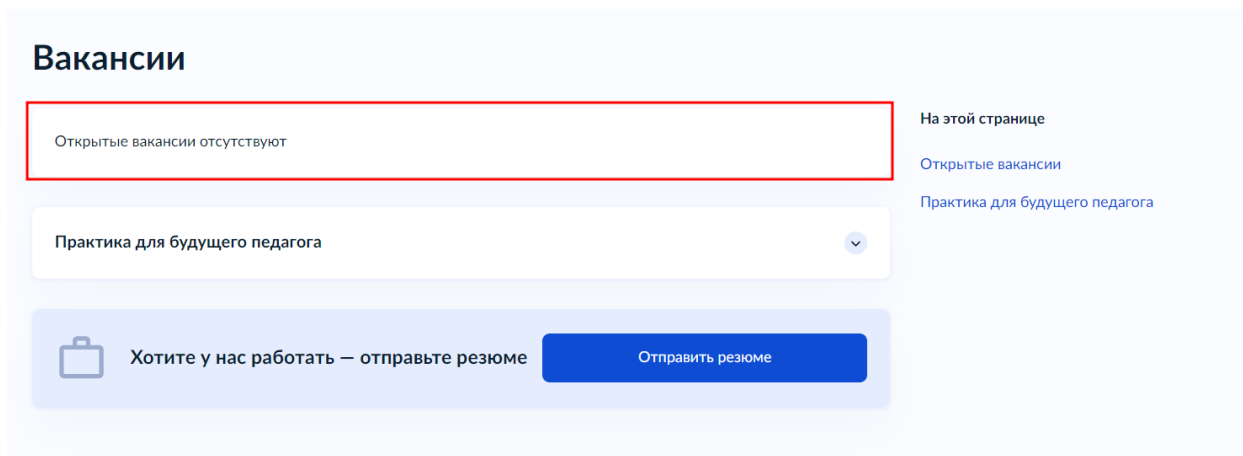 Вакансии
Открытые вакансии отсутствуют
Практика для будущего педагога
Хотите у нас работать — отправьте резюме
Отправить резюме
На этой странице
Открытые вакансии
Практика для будущего педагога